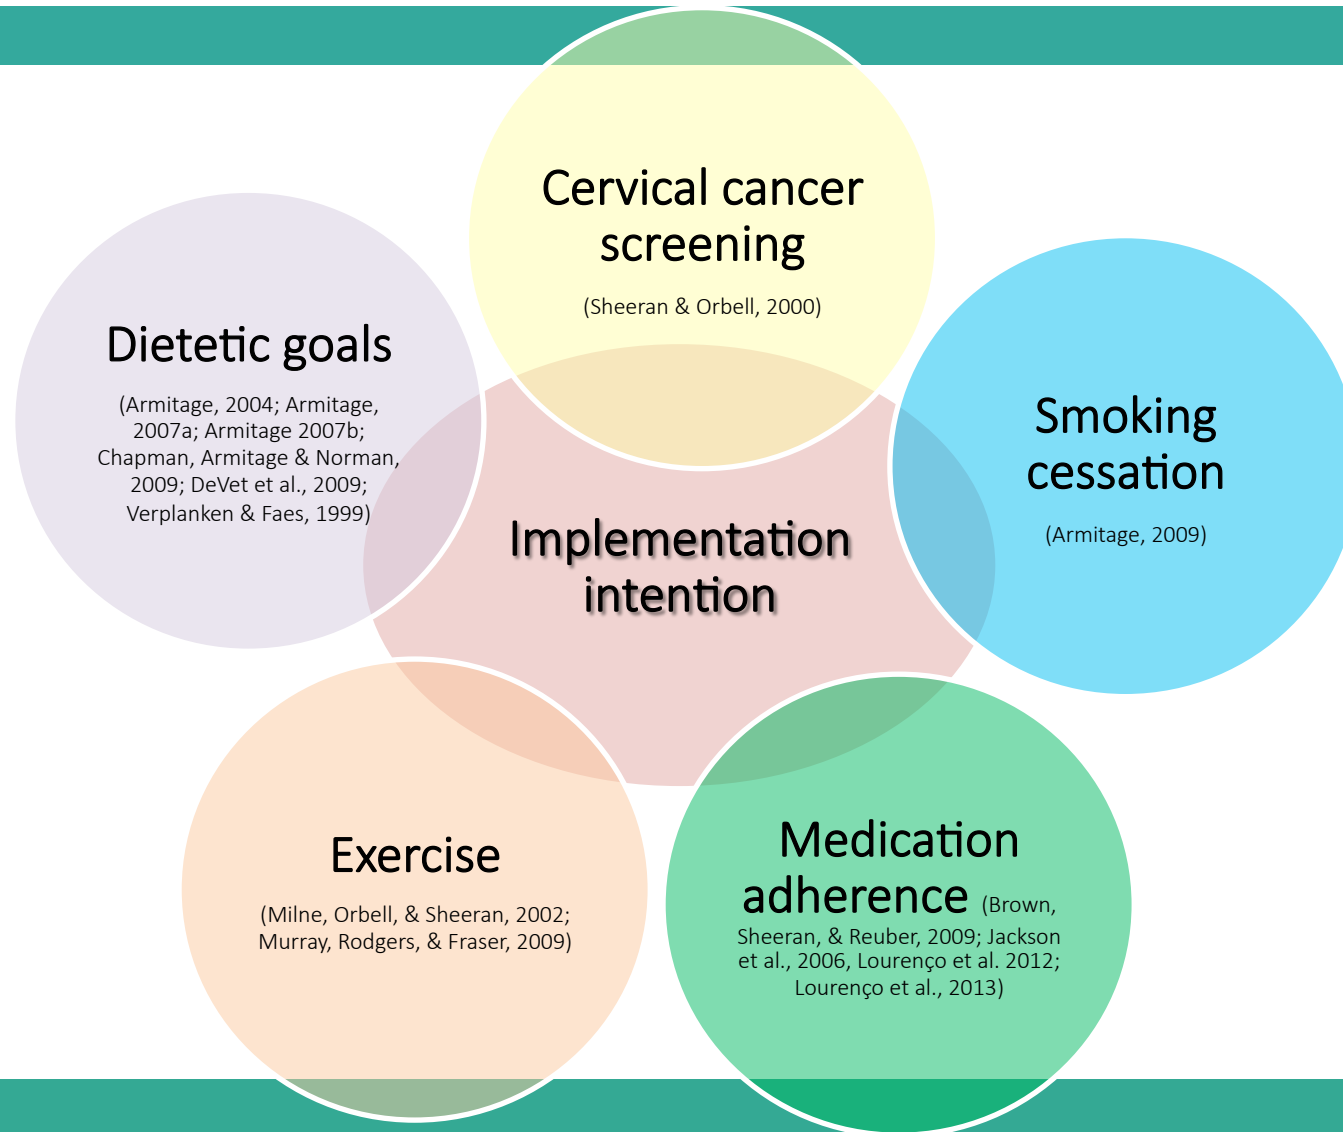 Cervical cancer
screening
(Sheeran & Orbell, 2000)
Dietetic goals
(Armitage, 2004; Armitage,
2007a; Armitage 2007b;
Chapman, Armitage & Norman,
2009; DeVet et al., 2009;
Verplanken & Faes, 1999)
Smoking
cessation
(Armitage, 2009)
Implementation
intention
Exercise
(Milne, Orbell, & Sheeran, 2002;
Murray, Rodgers, & Fraser, 2009)
Medication
adherence (Brown,
Sheeran, & Reuber, 2009; Jackson
et al., 2006, Lourenço et al. 2012;
Lourenço et al., 2013)